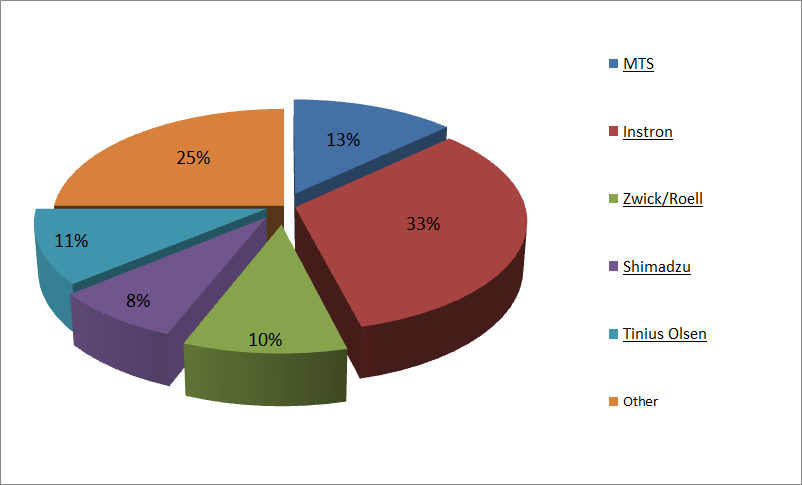 13%
33%
10%
8%
11%
25%
MTS
Instron
Zwick/Roell
Shimadzu
Tinius Olsen
Other